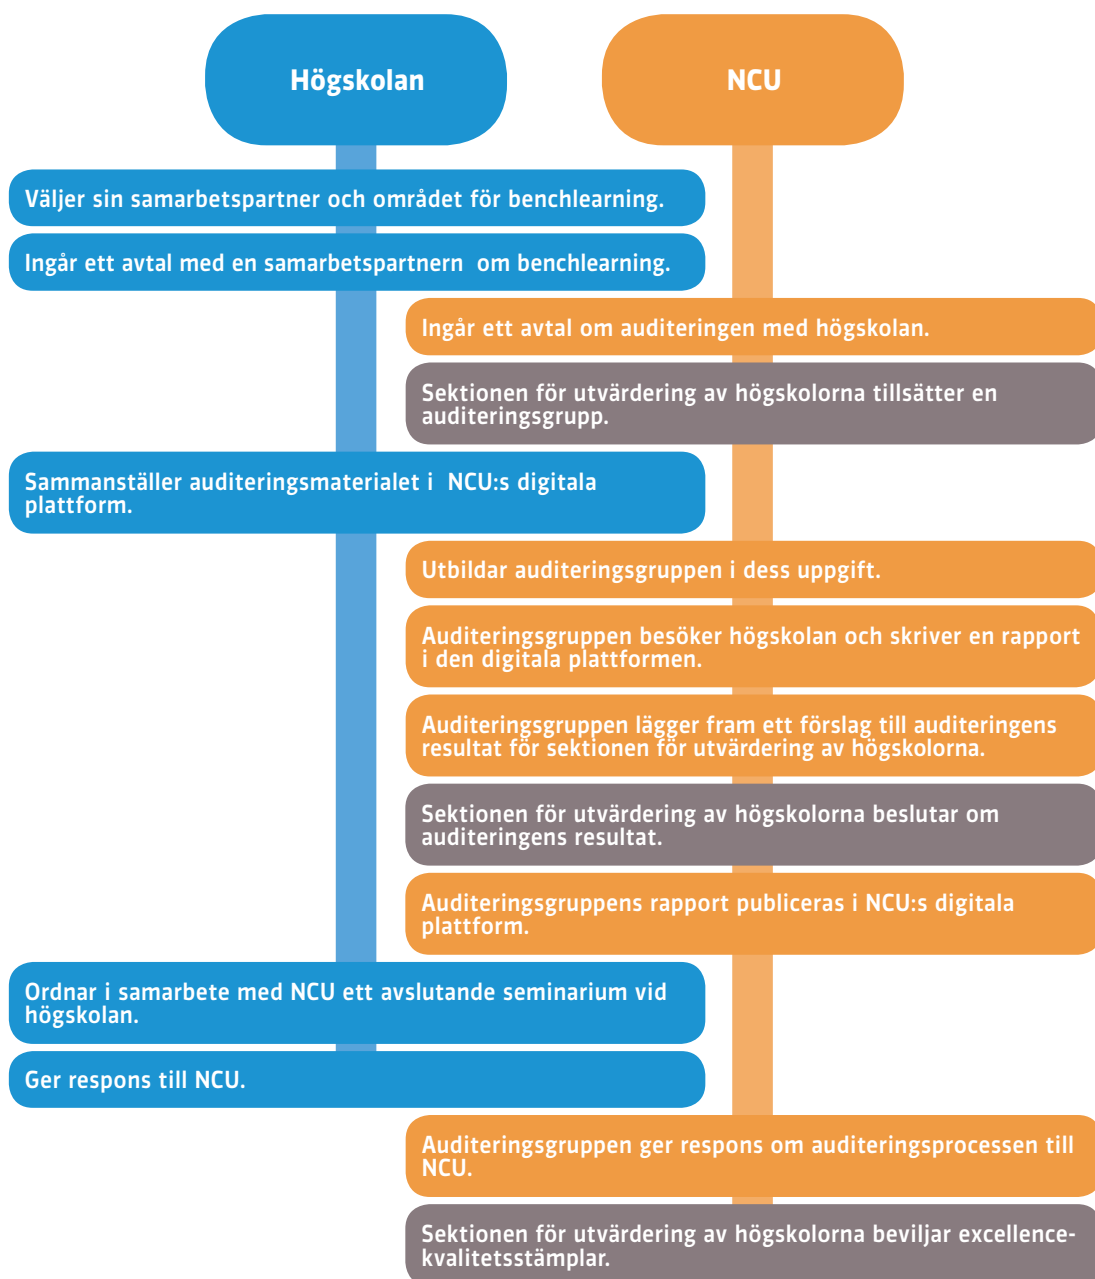 Högskolan
NCU
Väljer sin samarbetspartner och området för benchlearning.
Ingår ett avtal med en samarbetspartnern om benchlearning.
Ingår ett avtal om auditeringen med högskolan.
Sektionen för utvärdering av högskolorna tillsätter en
auditeringsgrupp.
Sammanställer auditeringsmaterialet i NCU:s digitala
plattform.
Utbildar auditeringsgruppen i dess uppgift.
Auditeringsgruppen besöker högskolan och skriver en rapport
i den digitala plattformen.
Auditeringsgruppen lägger fram ett förslag till auditeringens
resultat för sektionen för utvärdering av högskolorna.
Sektionen för utvärdering av högskolorna beslutar om
auditeringens resultat.
Auditeringsgruppens rapport publiceras i NCU:s digitala
plattform.
Ordnar i samarbete med NCU ett avslutande seminarium vid
högskolan.
Ger respons till NCU.
Auditeringsgruppen ger respons om auditeringsprocessen till
NCU.
Sektionen för utvärdering av högskolorna beviljar excellence-
kvalitetsstämplar.